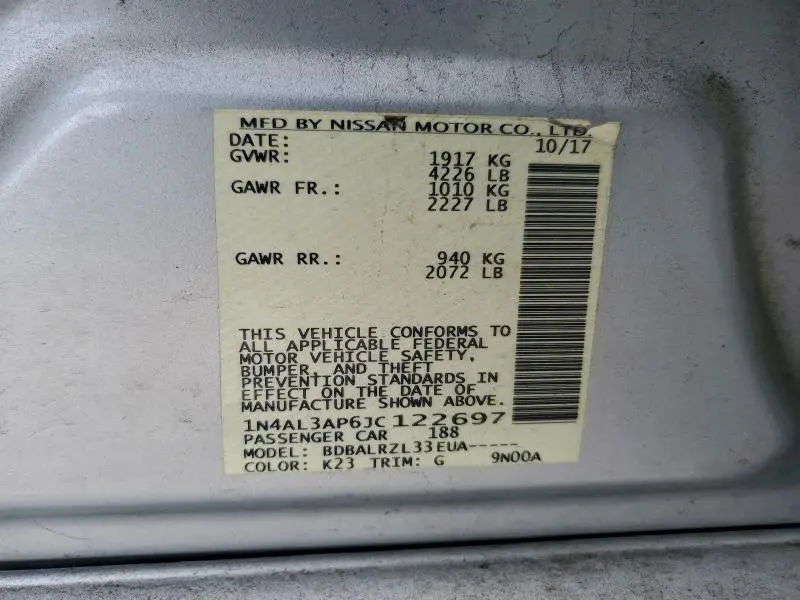 MFD BY NISSAN MOTOR CO., LTD.
DATE: 10/17
GVWR: 1917 KG
4226 LB
GAWR FR.: 1010 KG
2227 LB
GAWR RR.: 940 KG
2072 LB
THIS VEHICLE CONFORMS TO
ALL APPLICABLE FEDERAL
MOTOR VEHICLE SAFETY,
BUMPER, AND THEFT
PREVENTION STANDARDS IN
EFFECT ON THE DATE OF
MANUFACTURE SHOWN ABOVE.
1N4AL3AP6JC122697
PASSENGER CAR 188
MODEL: BDBALRZL33EUA-----
COLOR: K23 TRIM: G 9N00A